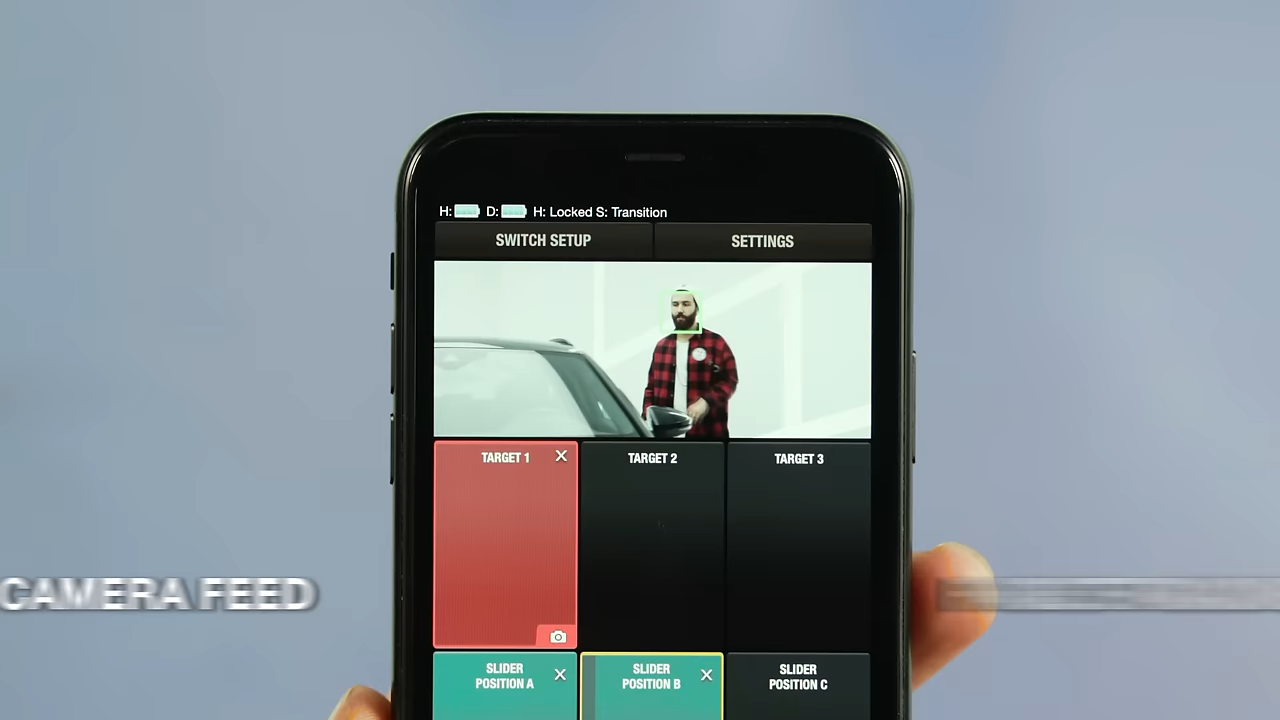 H: D: H: Locked S: Transition
SWITCH SETUP
SETTINGS
TARGET 1
TARGET 2
TARGET 3
CAMERA FEED
SLIDER
POSITION A
SLIDER
POSITION B
SLIDER
POSITION C